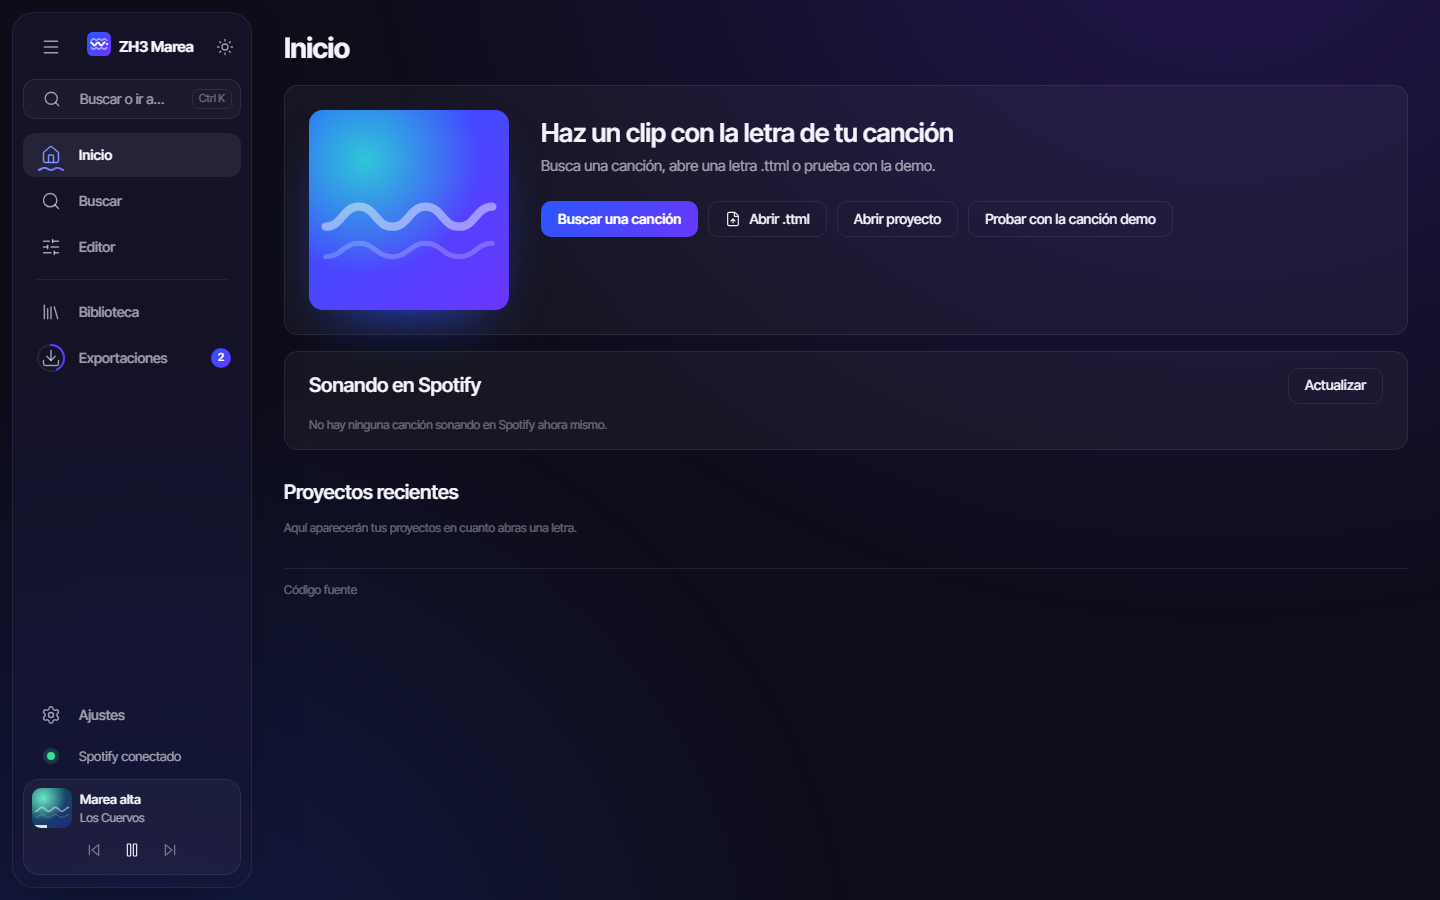 ZH3 Marea
Buscar o ir a...
Ctrl K
Inicio
Buscar
Editor
Biblioteca
Exportaciones
2
Ajustes
Spotify conectado
Marea alta
Los Cuervos
Inicio
Haz un clip con la letra de tu canción
Busca una canción, abre una letra .ttml o prueba con la demo.
Buscar una canción
Abrir .ttml
Abrir proyecto
Probar con la canción demo
Sonando en Spotify
Actualizar
No hay ninguna canción sonando en Spotify ahora mismo.
Proyectos recientes
Aquí aparecerán tus proyectos en cuanto abras una letra.
Código fuente